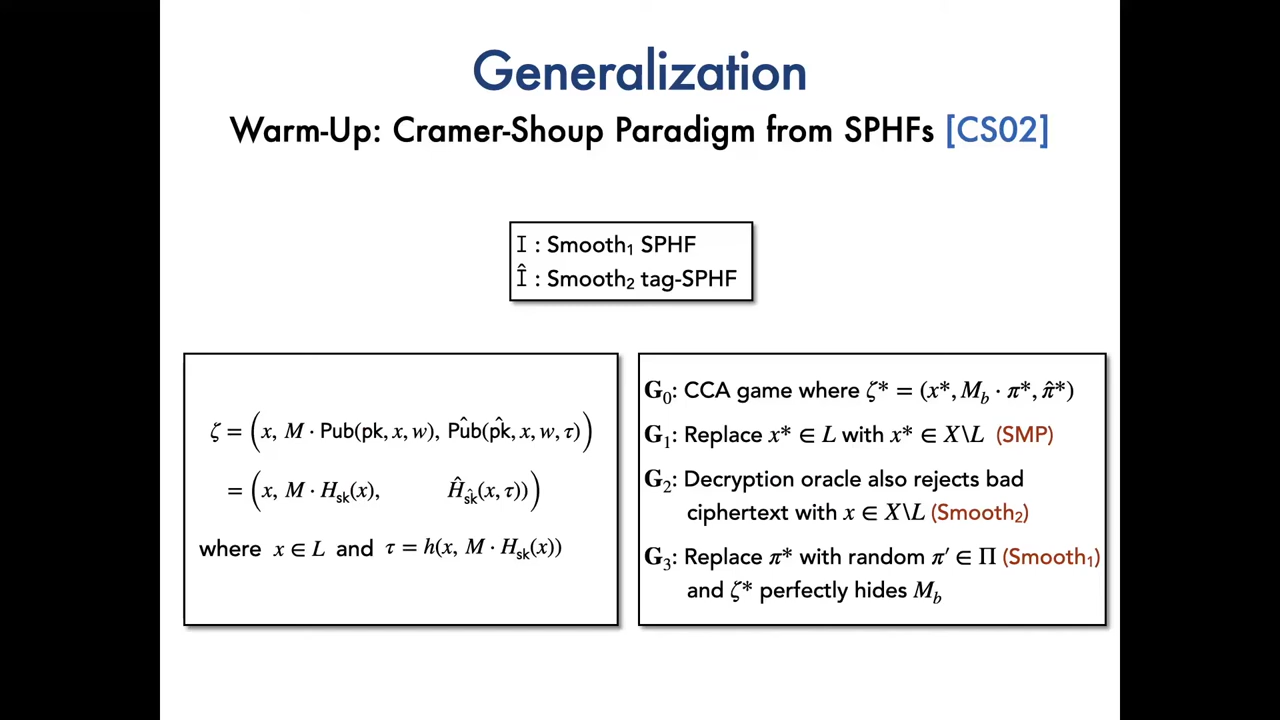 Generalization
Warm-Up: Cramer-Shoup Paradigm from SPHFs [CS02]
I : Smooth₁ SPHF
Î : Smooth₂ tag-SPHF
ζ = (x, M · Pub(pk, x, w), P̂ub(p̂k, x, w, τ))
= (x, M · H_sk(x), Ĥ_ŝk(x, τ)))
where x ∈ L and τ = h(x, M · H_sk(x))
G₀: CCA game where ζ* = (x*, M_b · π*, π̂*)
G₁: Replace x* ∈ L with x* ∈ X\L (SMP)
G₂: Decryption oracle also rejects bad
ciphertext with x ∈ X\L (Smooth₂)
G₃: Replace π* with random π′ ∈ Π (Smooth₁)
and ζ* perfectly hides M_b